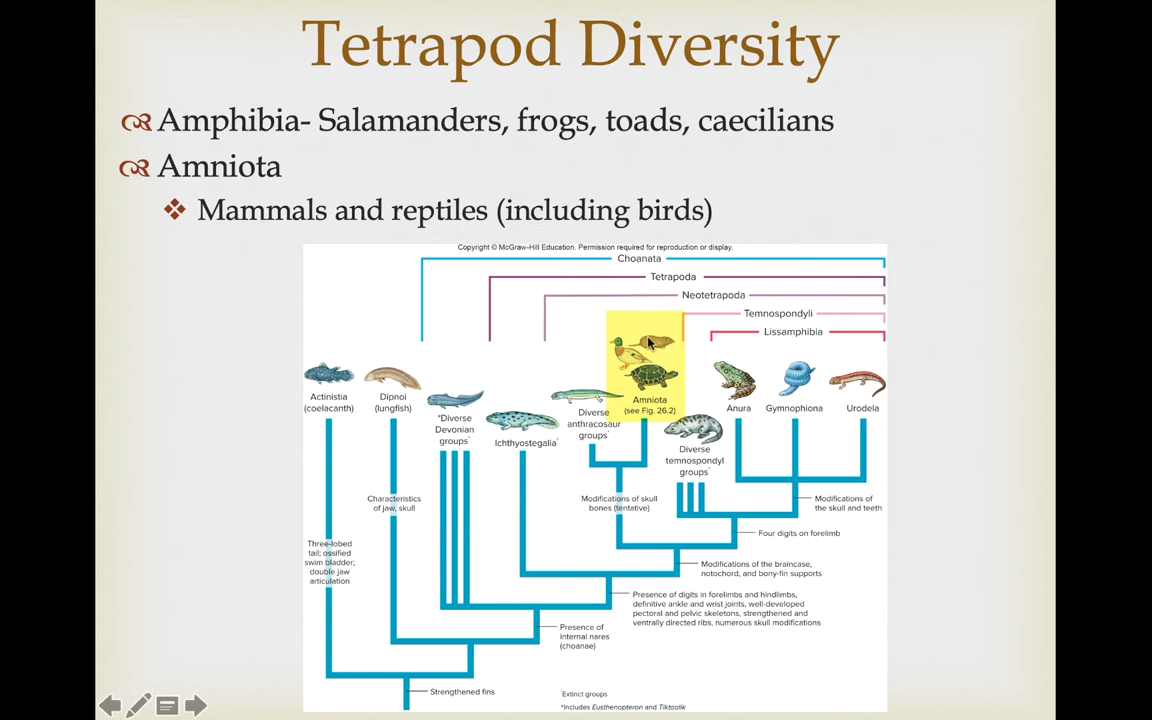 Tetrapod Diversity
Amphibia- Salamanders, frogs, toads, caecilians
Amniota
Mammals and reptiles (including birds)
Copyright © McGraw-Hill Education. Permission required for reproduction or display.
Choanata
Tetrapoda
Neotetrapoda
Temnospondyli
Lissamphibia
Actinistia
(coelacanth)
Dipnoi
(lungfish)
*Diverse
Devonian
groups†
Ichthyostegalia†
Diverse
anthracosaur
groups†
Amniota
(see Fig. 26.2)
Diverse
temnospondyl
groups†
Anura
Gymnophiona
Urodela
Characteristics
of jaw, skull
Modifications of skull
bones (tentative)
Modifications of
the skull and teeth
Four digits on forelimb
Three-lobed
tail; ossified
swim bladder;
double jaw
articulation
Modifications of the braincase,
notochord, and bony-fin supports
Presence of digits in forelimbs and hindlimbs,
definitive ankle and wrist joints, well-developed
pectoral and pelvic skeletons, strengthened and
ventrally directed ribs, numerous skull modifications
Presence of
internal nares
(choanae)
Strengthened fins
†Extinct groups
*Includes Eusthenopteron and Tiktaalik